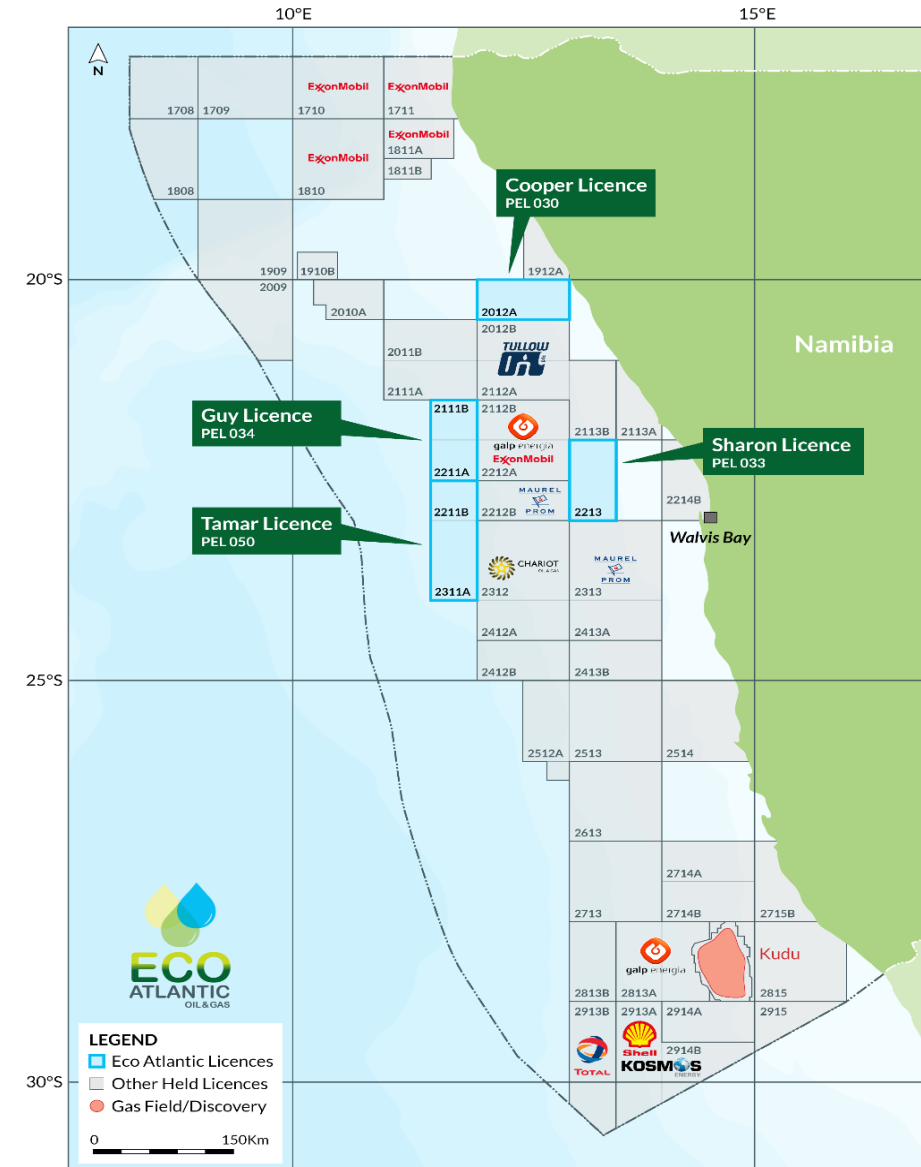 10°E
15°E
N
ExxonMobil
ExxonMobil
1708
1709
1710
1711
ExxonMobil
1811A
ExxonMobil
1811B
1808
1810
Cooper Licence
PEL 030
1909
1910B
1912A
20°S
2009
2010A
2012A
2012B
TULLOW
OIL
Namibia
2011B
2111A
2112A
Guy Licence
PEL 034
2111B
2112B
galp energia
ExxonMobil
2113B
2113A
Sharon Licence
PEL 033
2211A
2212A
Tamar Licence
PEL 050
2211B
2212B
MAUREL
PROM
2213
2214B
Walvis Bay
CHARIOT
OIL & GAS
MAUREL
PROM
2311A
2312
2313
2412A
2413A
2412B
2413B
25°S
2512A
2513
2514
2613
2714A
2713
2714B
2715B
galp energia
Kudu
2813B
2813A
2815
2913B
2913A
2914A
2915
TOTAL
Shell
2914B
KOSMOS
ENERGY
30°S
ECO
ATLANTIC
OIL&GAS
LEGEND
Eco Atlantic Licences
Other Held Licences
Gas Field/Discovery
0
150Km